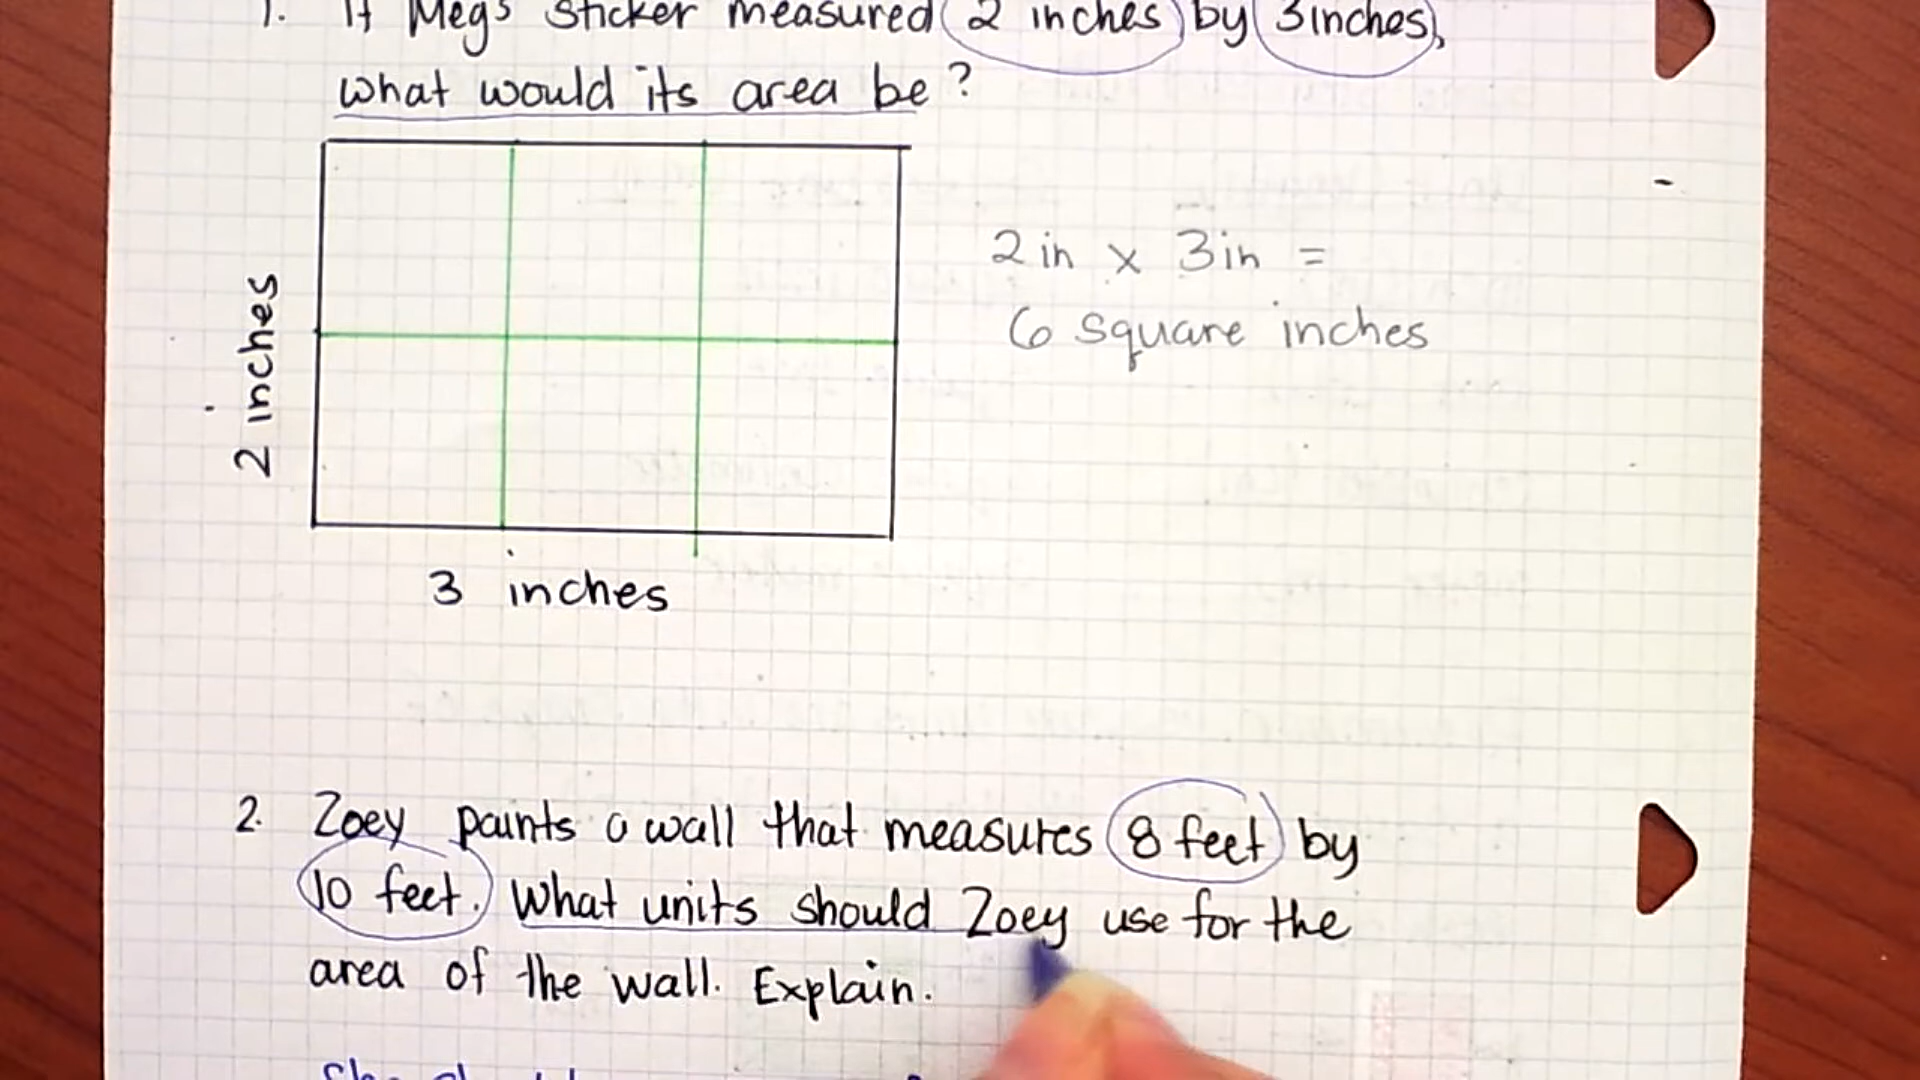 1. If Meg's sticker measured 2 inches by 3 inches,
what would its area be?
2 in x 3 in =
6 square inches
2 inches
3 inches
2. Zoey paints a wall that measures 8 feet by
10 feet. What units should Zoey use for the
area of the wall. Explain.